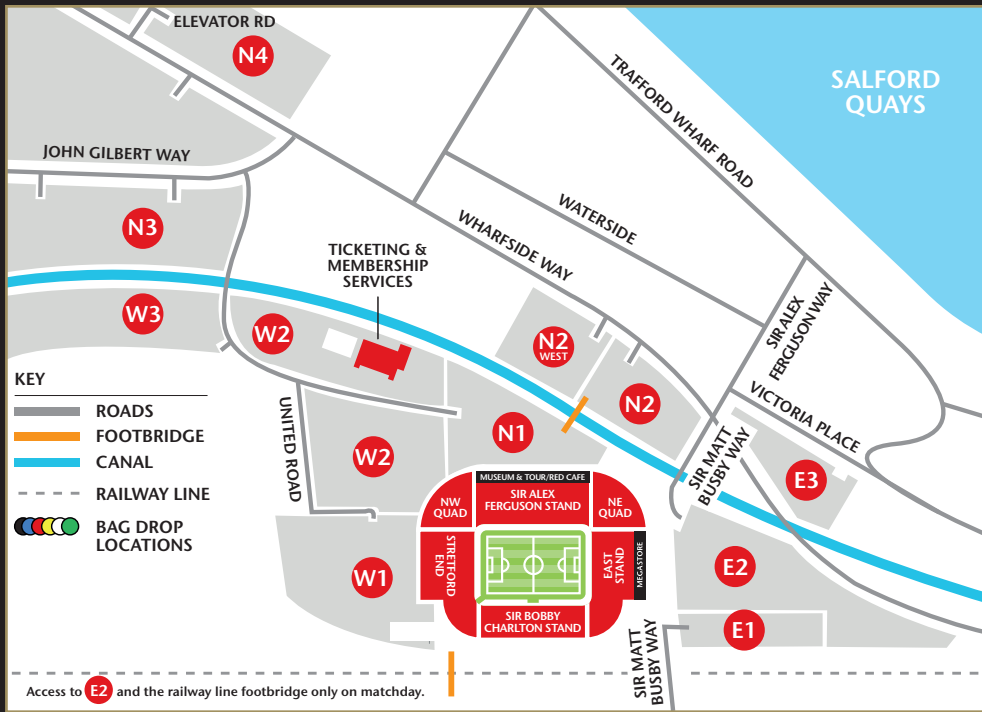 ELEVATOR RD
N4
SALFORD
QUAYS
TRAFFORD WHARF ROAD
JOHN GILBERT WAY
N3
WATERSIDE
WHARFSIDE WAY
TICKETING &
MEMBERSHIP
SERVICES
SIR ALEX
FERGUSON WAY
W3
W2
N2
WEST
N2
VICTORIA PLACE
KEY
ROADS
FOOTBRIDGE
CANAL
RAILWAY LINE
BAG DROP
LOCATIONS
UNITED ROAD
W2
N1
SIR MATT
BUSBY WAY
E3
MUSEUM & TOUR/RED CAFE
NW
QUAD
SIR ALEX
FERGUSON STAND
NE
QUAD
STRETFORD
END
EAST
STAND
MEGASTORE
W1
E2
SIR BOBBY
CHARLTON STAND
E1
SIR MATT
BUSBY WAY
Access to E2 and the railway line footbridge only on matchday.